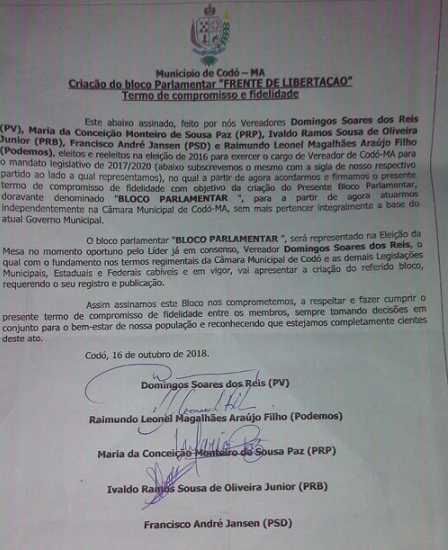 Município de Codó – MA
Criação do bloco Parlamentar "FRENTE DE LIBERTACAO"
Termo de compromisso e fidelidade
Este abaixo assinado, feito por nós Vereadores Domingos Soares dos Reis
(PV), Maria da Conceição Monteiro de Sousa Paz (PRP), Ivaldo Ramos Sousa de Oliveira
Junior (PRB), Francisco André Jansen (PSD) e Raimundo Leonel Magalhães Araújo Filho
(Podemos), eleitos e reeleitos na eleição de 2016 para exercer o cargo de Vereador de Codó-MA para
o mandato legislativo de 2017/2020 (abaixo subscrevemos o mesmo com a sigla de nosso respectivo
partido ao lado a qual representamos), no qual a partir de agora acordarmos e firmamos o presente
termo de compromisso de fidelidade com objetivo da criação do Presente Bloco Parlamentar,
doravante denominado "BLOCO PARLAMENTAR ", para a partir de agora atuarmos
independentemente na Câmara Municipal de Codó-MA, sem mais pertencer integralmente a base do
atual Governo Municipal.
O bloco parlamentar "BLOCO PARLAMENTAR ", será representado na Eleição da
Mesa no momento oportuno pelo Líder já em consenso, Vereador Domingos Soares dos Reis, o
qual com o fundamento nos termos regimentais da Câmara Municipal de Codó e as demais Legislações
Municipais, Estaduais e Federais cabíveis e em vigor, vai apresentar a criação do referido bloco,
requerendo o seu registro e publicação.
Assim assinamos este Bloco nos comprometemos, a respeitar e fazer cumprir o
presente termo de compromisso de fidelidade entre os membros, sempre tomando decisões em
conjunto para o bem-estar de nossa população e reconhecendo que estejamos completamente cientes
deste ato.
Codó, 16 de outubro de 2018.
Domingos Soares dos Reis (PV)
Raimundo Leonel Magalhães Araújo Filho (Podemos)
Maria da Conceição Monteiro de Sousa Paz (PRP)
Ivaldo Ramos Sousa de Oliveira Junior (PRB)
Francisco André Jansen (PSD)